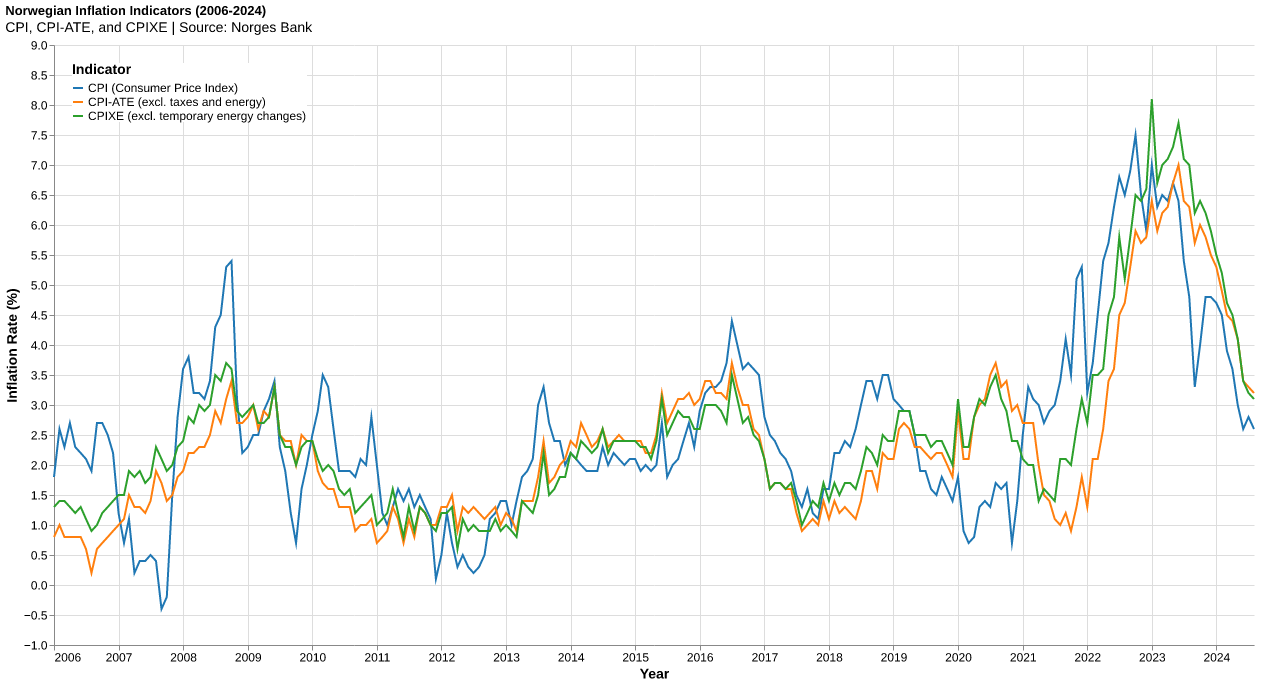 Norwegian Inflation Indicators (2006-2024)
CPI, CPI-ATE, and CPIXE | Source: Norges Bank
Indicator
CPI (Consumer Price Index)
CPI-ATE (excl. taxes and energy)
CPIXE (excl. temporary energy changes)
Inflation Rate (%)
9.0
8.5
8.0
7.5
7.0
6.5
6.0
5.5
5.0
4.5
4.0
3.5
3.0
2.5
2.0
1.5
1.0
0.5
0.0
−0.5
−1.0
2006 2007 2008 2009 2010 2011 2012 2013 2014 2015 2016 2017 2018 2019 2020 2021 2022 2023 2024
Year